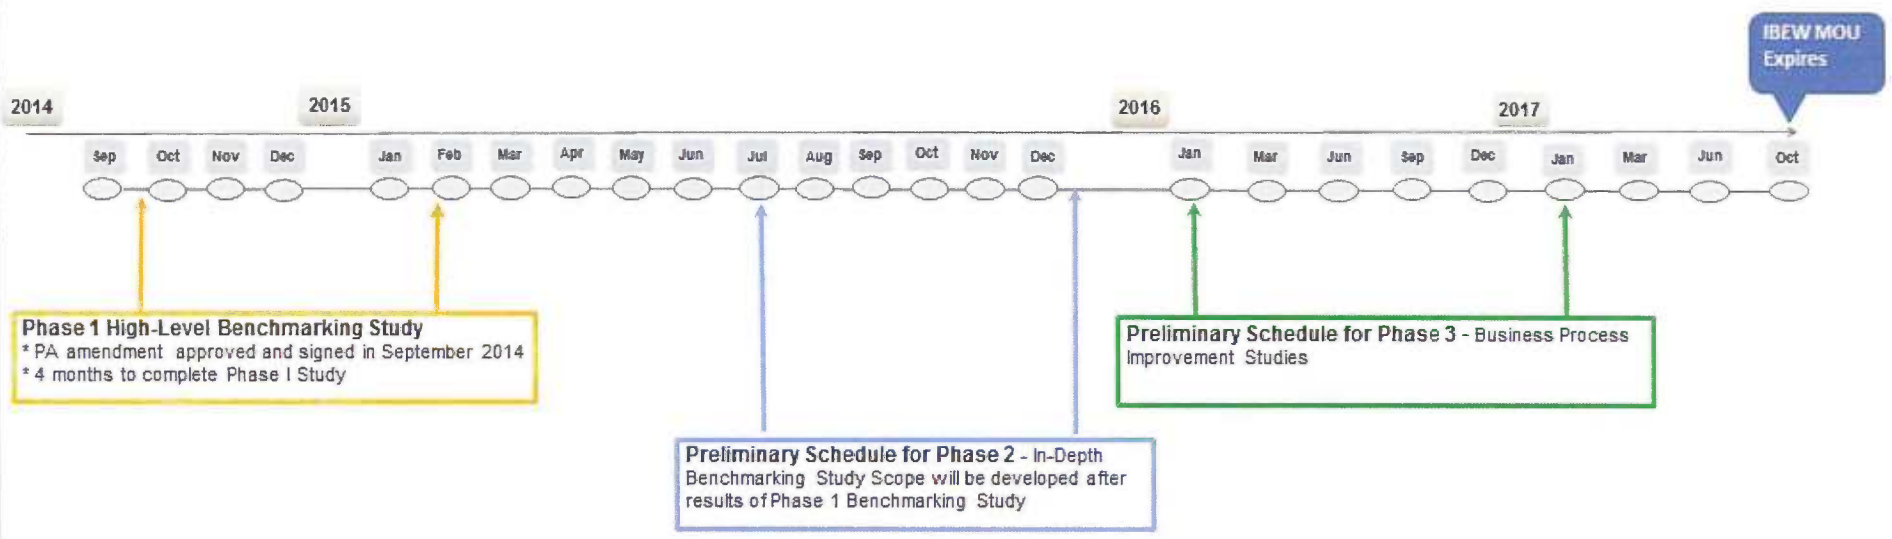 IBEW MOU
Expires
2014
2015
2016
2017
Sep Oct Nov Dec Jan Feb Mar Apr May Jun Jul Aug Sep Oct Nov Dec Jan Mar Jun Sep Dec Jan Mar Jun Oct
Phase 1 High-Level Benchmarking Study
* PA amendment approved and signed in September 2014
* 4 months to complete Phase I Study
Preliminary Schedule for Phase 3 - Business Process
Improvement Studies
Preliminary Schedule for Phase 2 - In-Depth
Benchmarking Study Scope will be developed after
results of Phase 1 Benchmarking Study